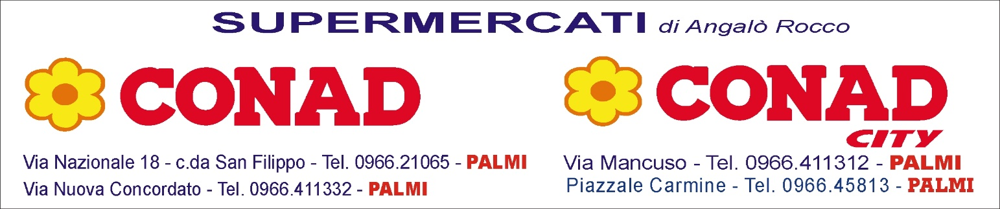 SUPERMERCATI di Angalò Rocco
CONAD
Via Nazionale 18 - c.da San Filippo - Tel. 0966.21065 - PALMI
Via Nuova Concordato - Tel. 0966.411332 - PALMI
CONAD
CITY
Via Mancuso - Tel. 0966.411312 - PALMI
Piazzale Carmine - Tel. 0966.45813 - PALMI